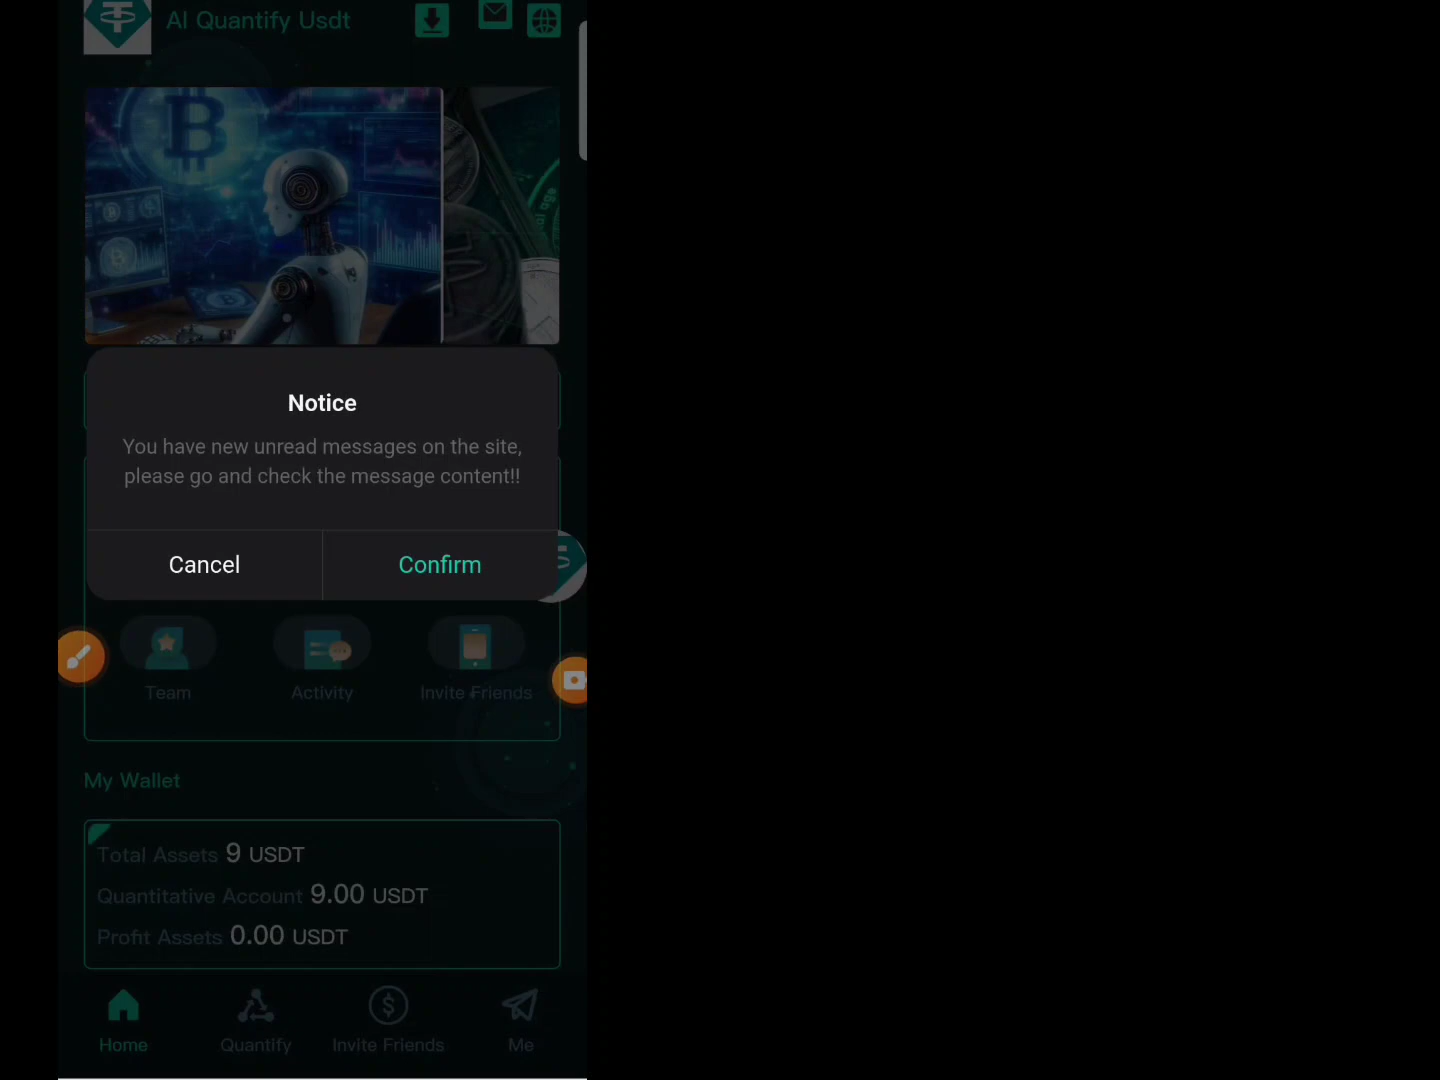 AI Quantify Usdt
Notice
You have new unread messages on the site,
please go and check the message content!!
Cancel
Confirm
Team
Activity
Invite Friends
My Wallet
Total Assets 9 USDT
Quantitative Account 9.00 USDT
Profit Assets 0.00 USDT
Home
Quantify
Invite Friends
Me